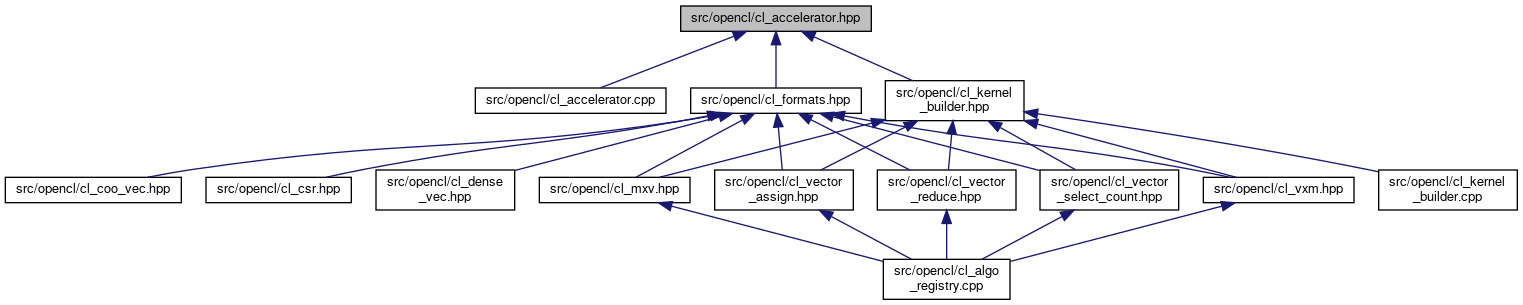 src/opencl/cl_accelerator.hpp
src/opencl/cl_accelerator.cpp
src/opencl/cl_formats.hpp
src/opencl/cl_kernel
_builder.hpp
src/opencl/cl_coo_vec.hpp
src/opencl/cl_csr.hpp
src/opencl/cl_dense
_vec.hpp
src/opencl/cl_mxv.hpp
src/opencl/cl_vector
_assign.hpp
src/opencl/cl_vector
_reduce.hpp
src/opencl/cl_vector
_select_count.hpp
src/opencl/cl_vxm.hpp
src/opencl/cl_kernel
_builder.cpp
src/opencl/cl_algo
_registry.cpp